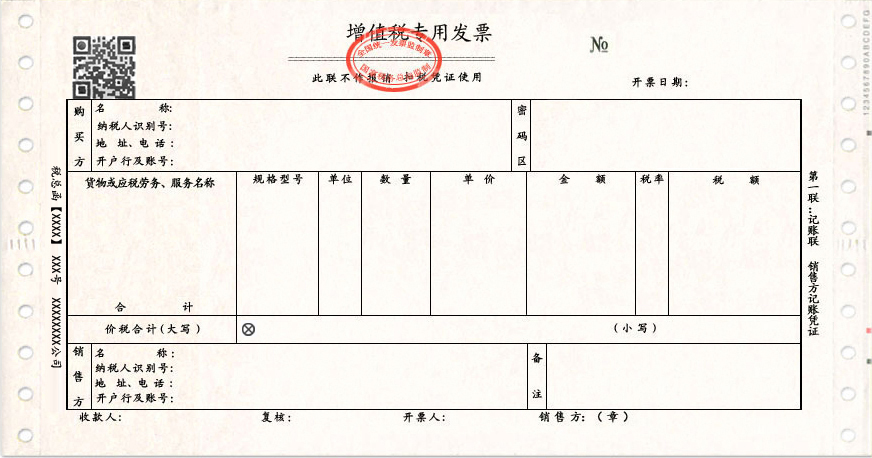 增值税专用发票
全国统一发票监制章
国家税务总局监制
№
此联不作报销、扣税凭证使用
开票日期：
购买方
名 称：
纳税人识别号：
地 址、电 话：
开户行及账号：
密码区
货物或应税劳务、服务名称 规格型号 单位 数 量 单 价 金 额 税率 税 额
合 计
价税合计(大写) ⊗ (小写)
销售方
名 称：
纳税人识别号：
地 址、电 话：
开户行及账号：
备注
收款人： 复核： 开票人： 销售方：(章)
税总函【XXXX】 XXX号 XXXXXXXXX公司
第一联…记账联 销售方记账凭证
1234567890ABCDEFG